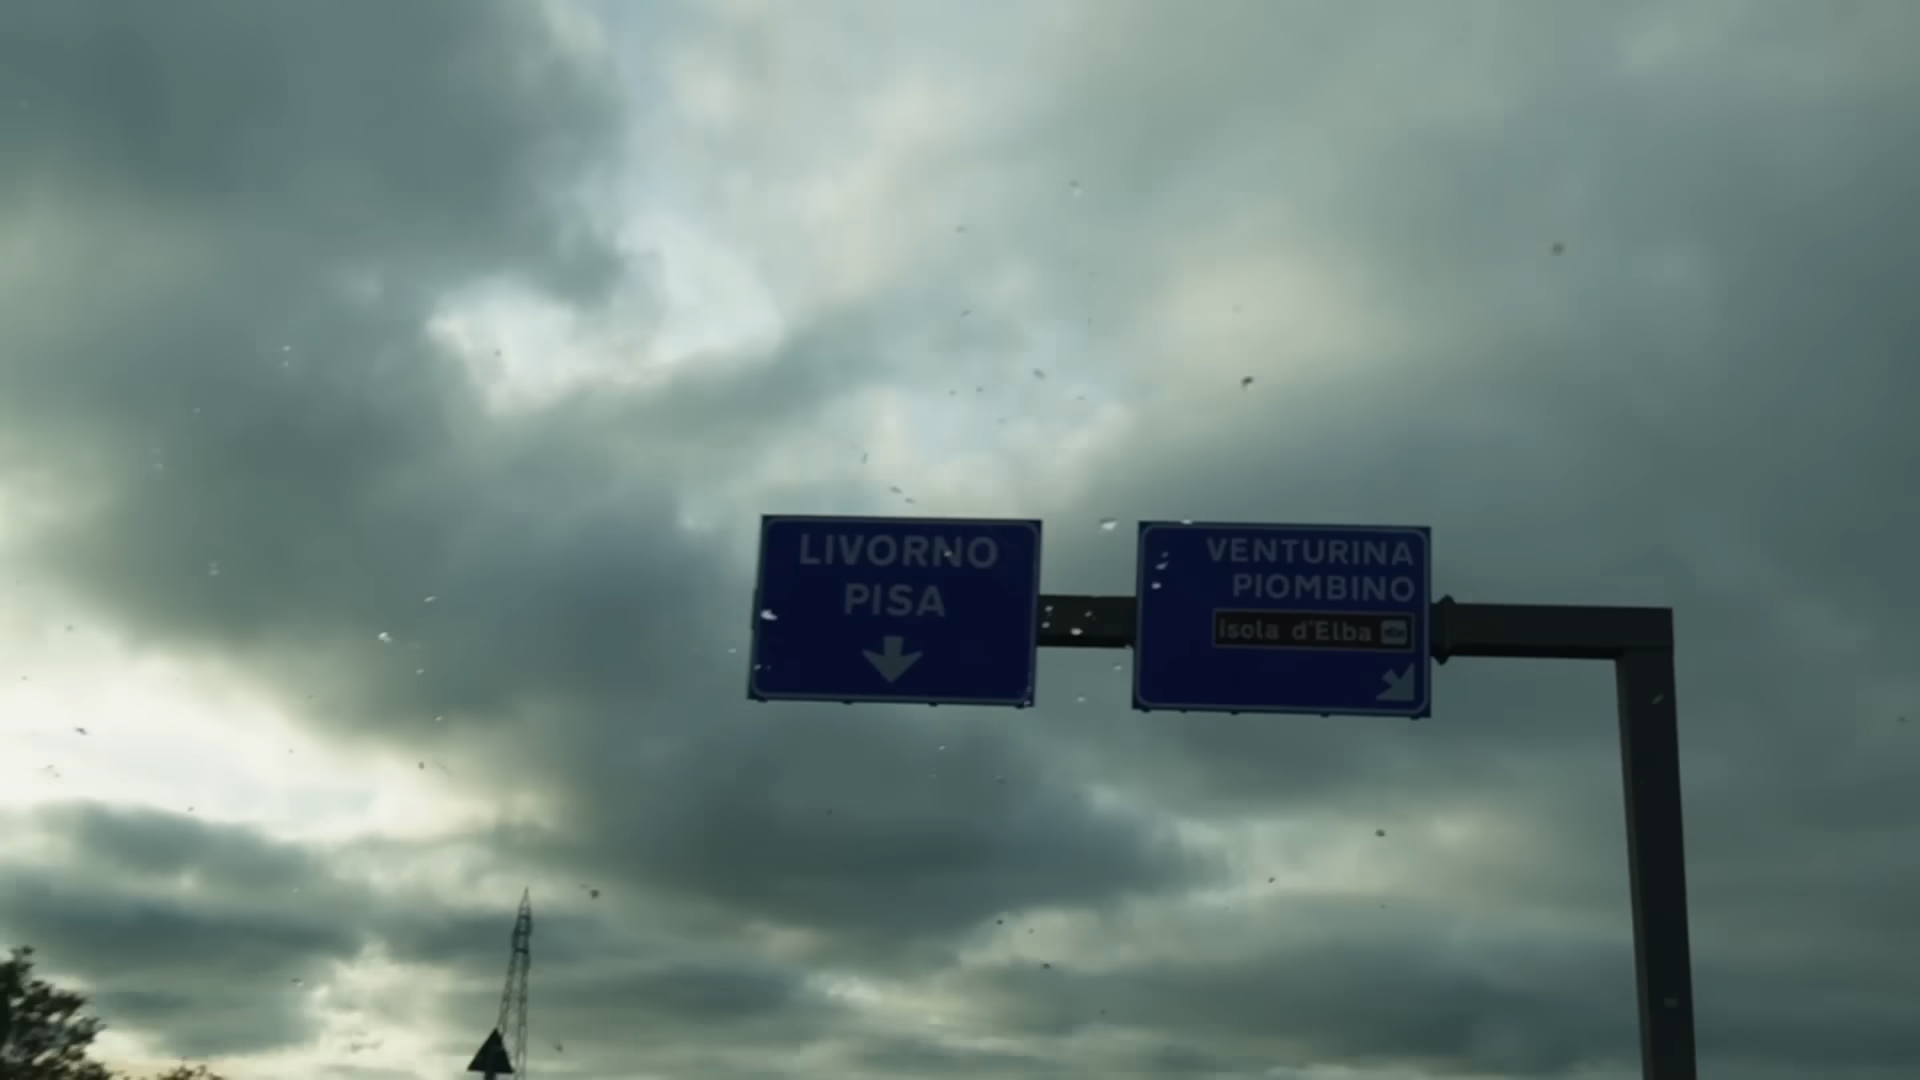 LIVORNO
PISA
VENTURINA
PIOMBINO
Isola d'Elba